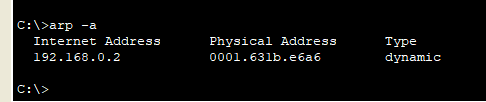 C:\>arp -a
Internet Address Physical Address Type
192.168.0.2 0001.631b.e6a6 dynamic
C:\>